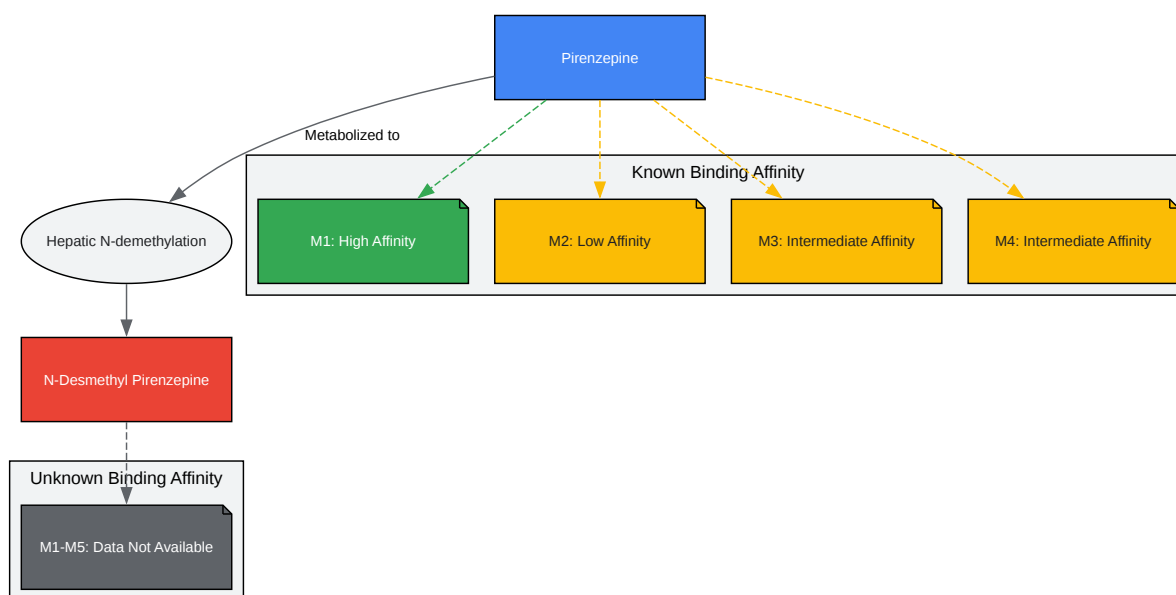 Pirenzepine
Metabolized to
Known Binding Affinity
Hepatic N-demethylation
M1: High Affinity
M2: Low Affinity
M3: Intermediate Affinity
M4: Intermediate Affinity
N-Desmethyl Pirenzepine
Unknown Binding Affinity
M1-M5: Data Not Available